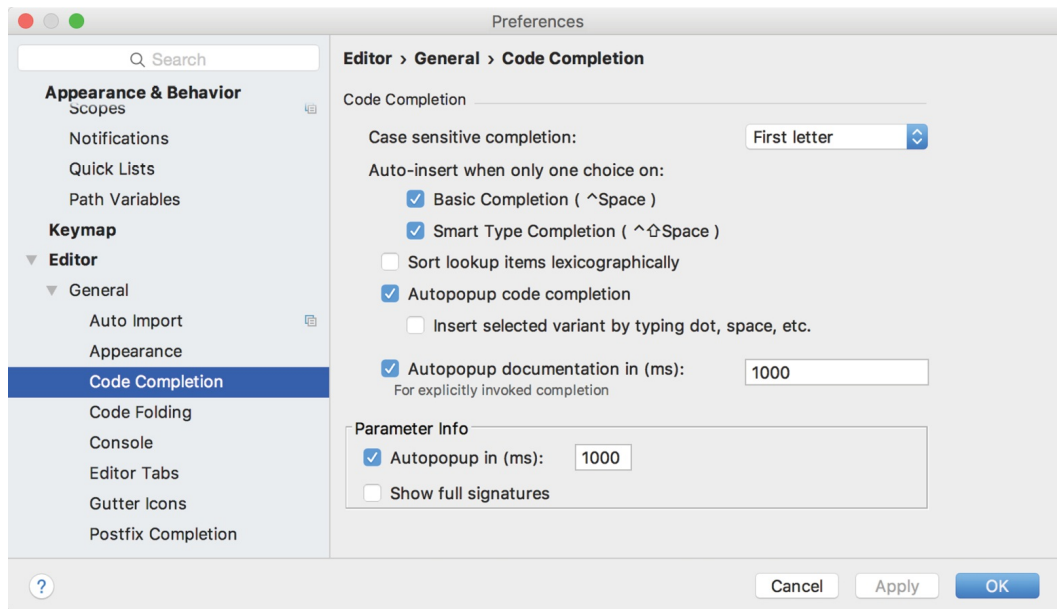 Preferences
Search
Appearance & Behavior
Scopes
Notifications
Quick Lists
Path Variables
Keymap
Editor
General
Auto Import
Appearance
Code Completion
Code Folding
Console
Editor Tabs
Gutter Icons
Postfix Completion
Editor › General › Code Completion
Code Completion
Case sensitive completion: First letter
Auto-insert when only one choice on:
Basic Completion ( ^Space )
Smart Type Completion ( ^⇧Space )
Sort lookup items lexicographically
Autopopup code completion
Insert selected variant by typing dot, space, etc.
Autopopup documentation in (ms): 1000
For explicitly invoked completion
Parameter Info
Autopopup in (ms): 1000
Show full signatures
? Cancel Apply OK